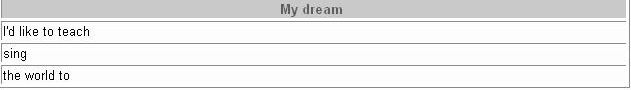 My dream
I'd like to teach
sing
the world to